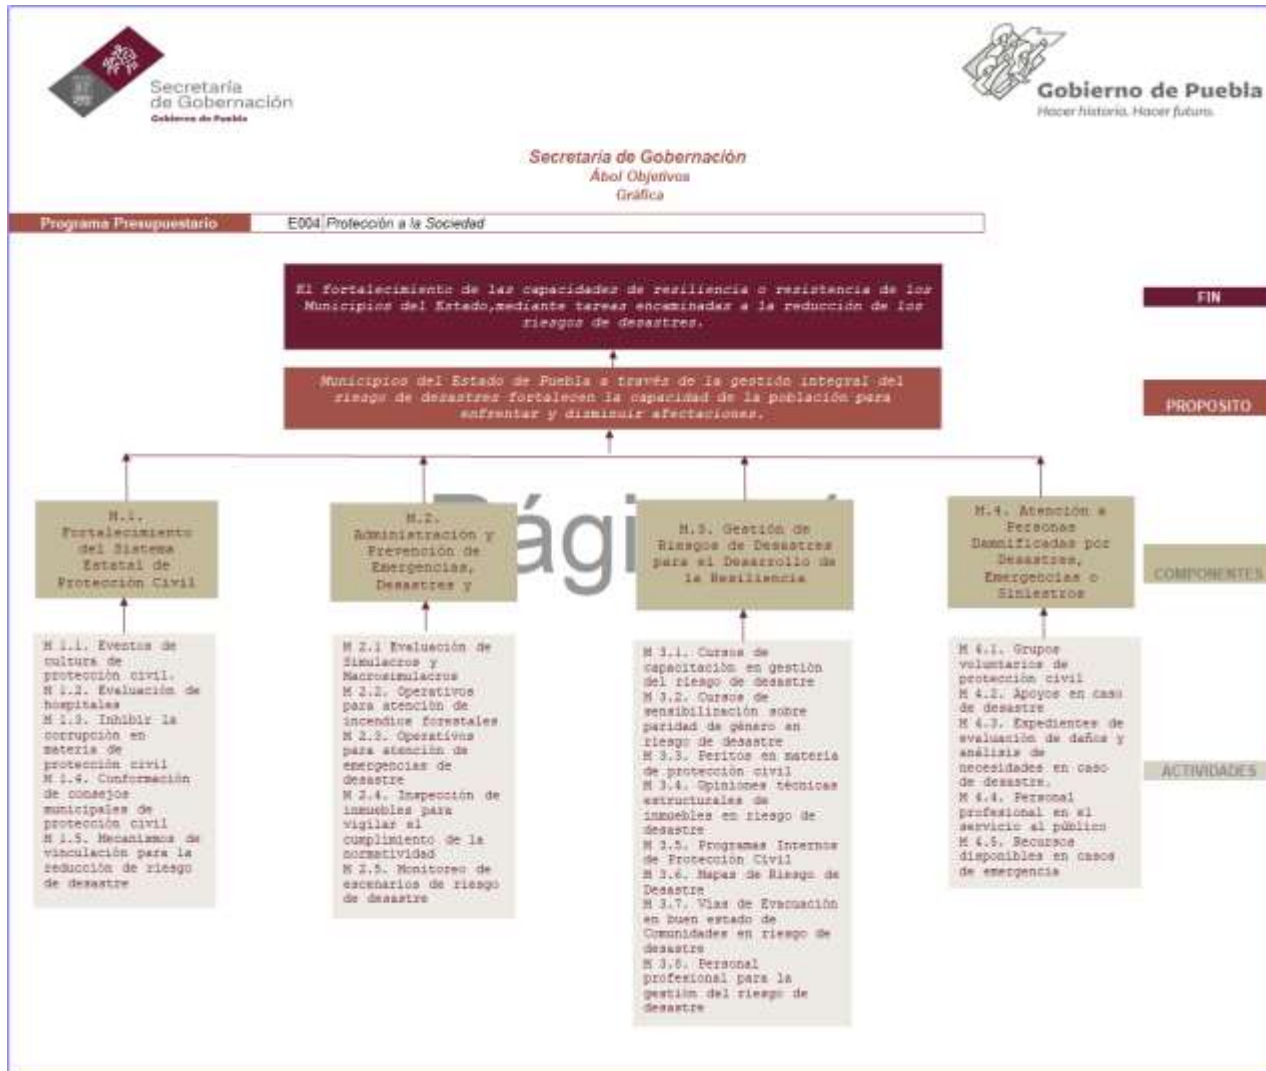 Secretaría
de Gobernación
Gobierno de Puebla
Gobierno de Puebla
Hacer historia. Hacer futuro.
Secretaría de Gobernación
Ábol Objetivos
Gráfica
Programa Presupuestario E004 Protección a la Sociedad
El fortalecimiento de las capacidades de resiliencia o resistencia de los
Municipios del Estado,mediante tareas encaminadas a la reducción de los
riesgos de desastres.
FIN
Municipios del Estado de Puebla a través de la gestión integral del
riesgo de desastres fortalecen la capacidad de la población para
enfrentar y disminuir afectaciones.
PROPOSITO
M.1.
Fortalecimiento
del Sistema
Estatal de
Protección Civil
M.2.
Administración y
Prevención de
Emergencias,
Desastres y
M.3. Gestión de
Riesgos de Desastres
para el Desarrollo de
la Resiliencia
M.4. Atención a
Personas
Damnificadas por
Desastres,
Emergencias o
Siniestros
COMPONENTES
M 1.1. Eventos de
cultura de
protección civil.
M 1.2. Evaluación de
hospitales
M 1.3. Inhibir la
corrupción en
materia de
protección civil
M 1.4. Conformación
de consejos
municipales de
protección civil
M 1.5. Mecanismos de
vinculación para la
reducción de riesgo
de desastre
M 2.1 Evaluación de
Simulacros y
Macrosimulacros
M 2.2. Operativos
para atención de
incendios forestales
M 2.3. Operativos
para atención de
emergencias de
desastre
M 2.4. Inspección de
inmuebles para
vigilar el
cumplimiento de la
normatividad
M 2.5. Monitoreo de
escenarios de riesgo
de desastre
M 3.1. Cursos de
capacitación en gestión
del riesgo de desastre
M 3.2. Cursos de
sensibilización sobre
paridad de género en
riesgo de desastre
M 3.3. Peritos en materia
de protección civil
M 3.4. Opiniones técnicas
estructurales de
inmuebles en riesgo de
desastre
M 3.5. Programas Internos
de Protección Civil
M 3.6. Mapas de Riesgo de
Desastre
M 3.7. Vías de Evacuación
en buen estado de
Comunidades en riesgo de
desastre
M 3.8. Personal
profesional para la
gestión del riesgo de
desastre
M 4.1. Grupos
voluntarios de
protección civil
M 4.2. Apoyos en caso
de desastre
M 4.3. Expedientes de
evaluación de daños y
análisis de
necesidades en caso
de desastre.
M 4.4. Personal
profesional en el
servicio al público
M 4.5. Recursos
disponibles en casos
de emergencia
ACTIVIDADES